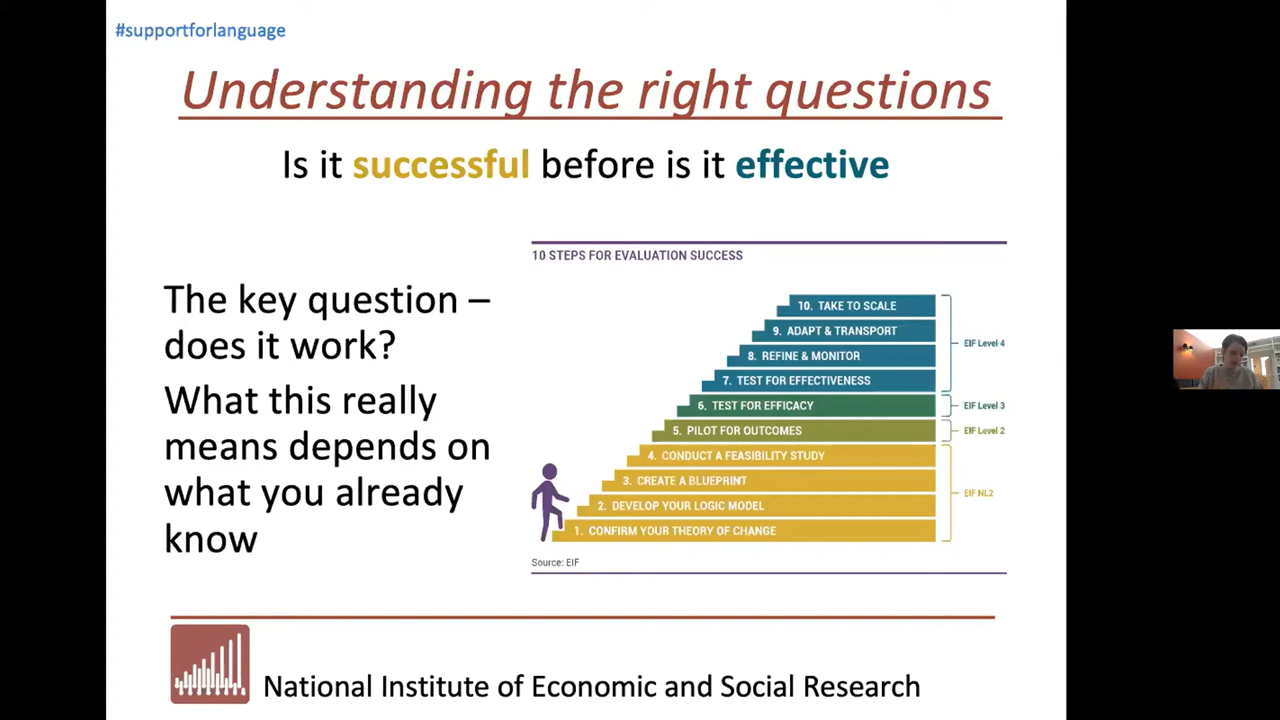 #supportforlanguage
Understanding the right questions
Is it successful before is it effective
The key question –
does it work?
What this really
means depends on
what you already
know
10 STEPS FOR EVALUATION SUCCESS
10. TAKE TO SCALE
9. ADAPT & TRANSPORT
8. REFINE & MONITOR
7. TEST FOR EFFECTIVENESS
EIF Level 4
6. TEST FOR EFFICACY
EIF Level 3
5. PILOT FOR OUTCOMES
EIF Level 2
4. CONDUCT A FEASIBILITY STUDY
3. CREATE A BLUEPRINT
2. DEVELOP YOUR LOGIC MODEL
1. CONFIRM YOUR THEORY OF CHANGE
EIF NL2
Source: EIF
National Institute of Economic and Social Research